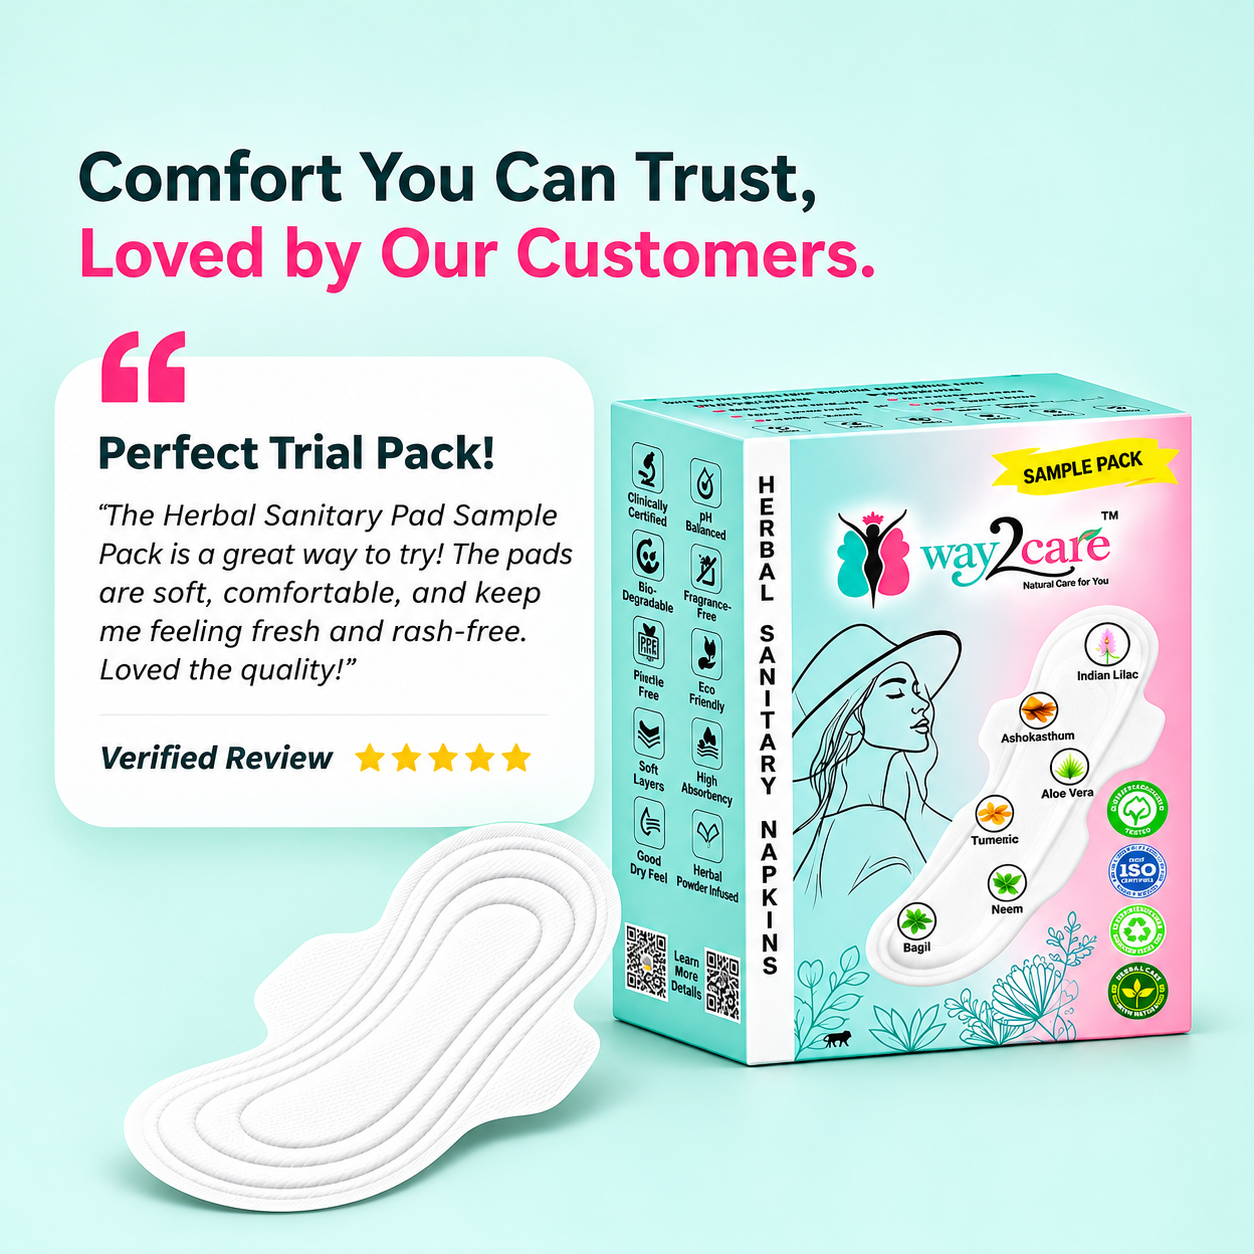 Comfort You Can Trust,
Loved by Our Customers.
Perfect Trial Pack!
“The Herbal Sanitary Pad Sample
Pack is a great way to try! The pads
are soft, comfortable, and keep
me feeling fresh and rash-free.
Loved the quality!”
Verified Review
Clinically
Certified
pH
Balanced
Bio-
Degradable
Fragrance-
Free
Free
Eco
Friendly
Soft
Layers
High
Absorbency
Good
Dry Feel
Herbal
Powder Infused
Learn
More
Details
HERBAL SANITARY NAPKINS
SAMPLE PACK
way2care™
Natural Care for You
Indian Lilac
Ashokasthum
Aloe Vera
Tumeric
Neem
Bagil
TESTED
ISO